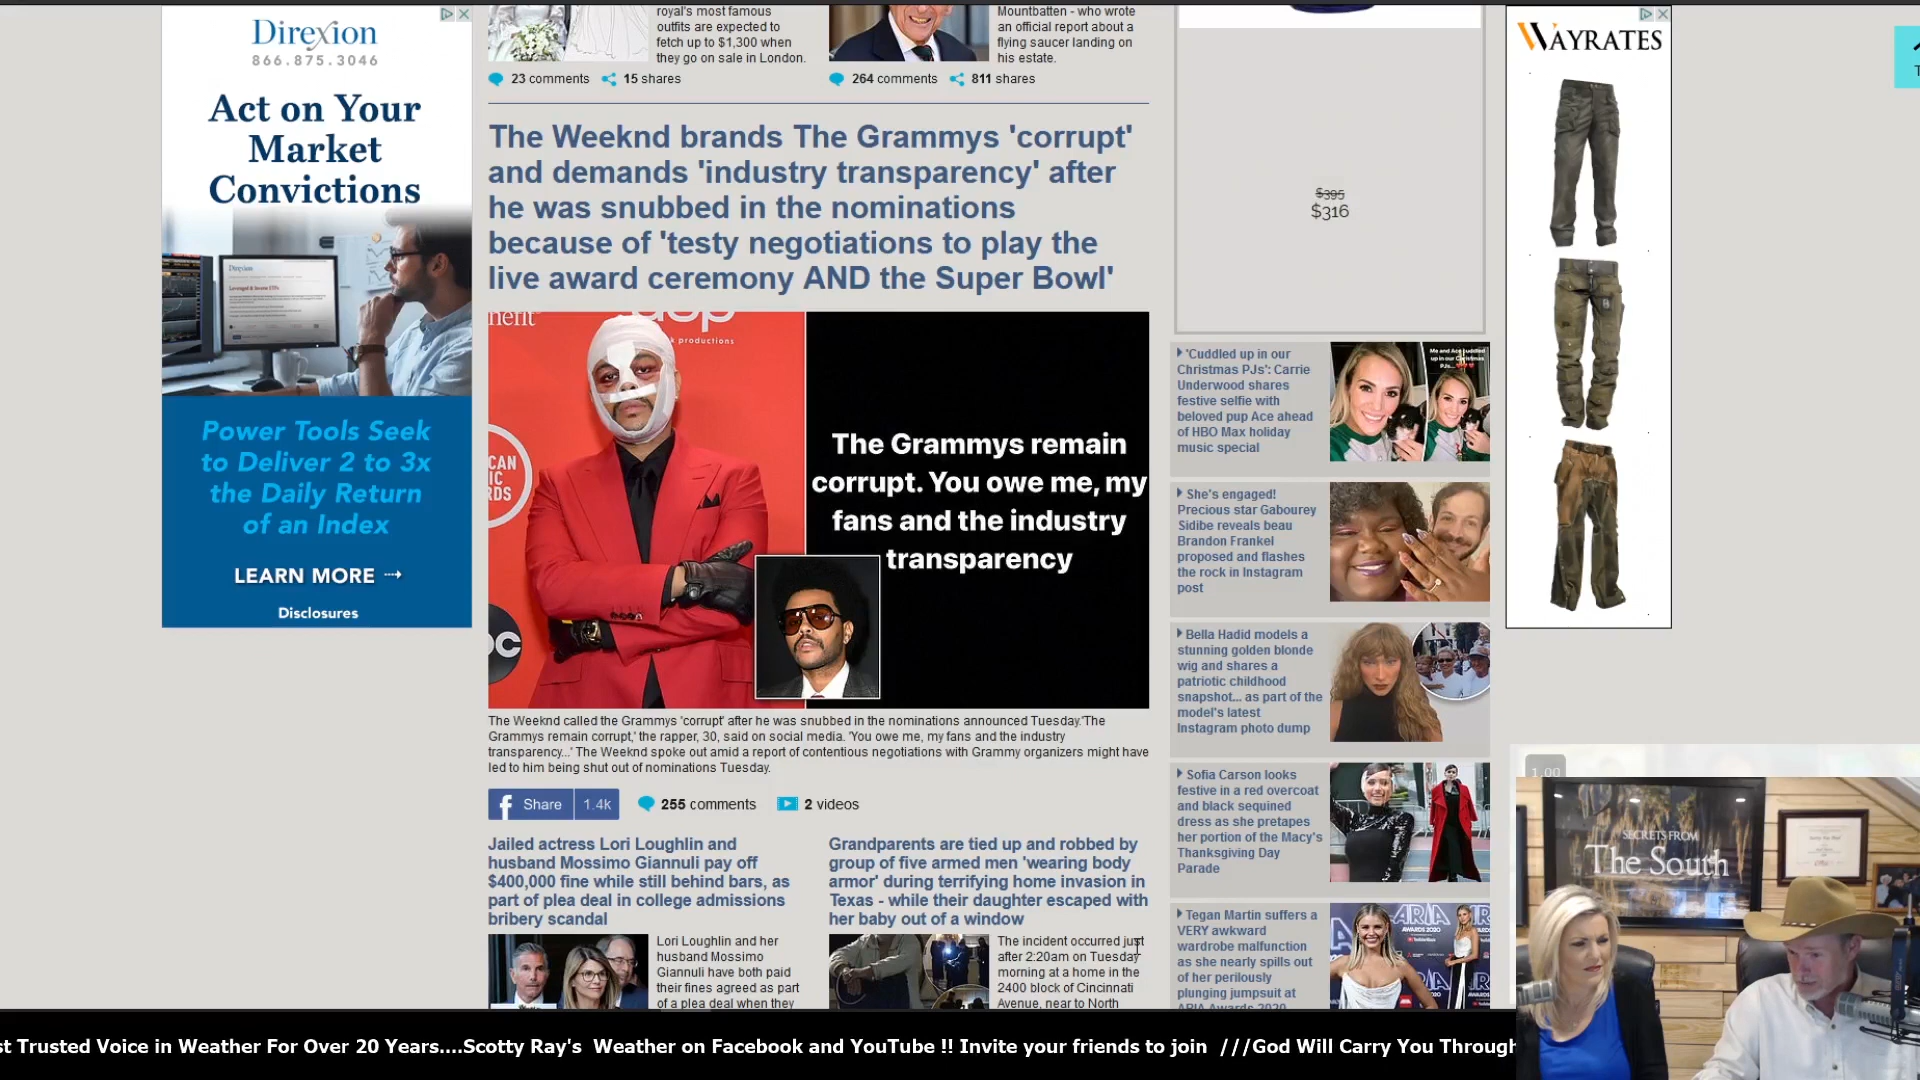 Direxion
866.875.3046
Act on Your
Market
Convictions
Power Tools Seek
to Deliver 2 to 3x
the Daily Return
of an Index
LEARN MORE
Disclosures
royal's most famous
outfits are expected to
fetch up to $1,300 when
they go on sale in London.
23 comments 15 shares
Mountbatten - who wrote
an official report about a
flying saucer landing on
his estate.
264 comments 811 shares
The Weeknd brands The Grammys 'corrupt'
and demands 'industry transparency' after
he was snubbed in the nominations
because of 'testy negotiations to play the
live award ceremony AND the Super Bowl'
The Grammys remain
corrupt. You owe me, my
fans and the industry
transparency
The Weeknd called the Grammys 'corrupt' after he was snubbed in the nominations announced Tuesday.'The
Grammys remain corrupt,' the rapper, 30, said on social media. 'You owe me, my fans and the industry
transparency...' The Weeknd spoke out amid a report of contentious negotiations with Grammy organizers might have
led to him being shut out of nominations Tuesday.
Share 1.4k 255 comments 2 videos
Jailed actress Lori Loughlin and
husband Mossimo Giannuli pay off
$400,000 fine while still behind bars, as
part of plea deal in college admissions
bribery scandal
Lori Loughlin and her
husband Mossimo
Giannuli have both paid
their fines agreed as part
of a plea deal when they
Grandparents are tied up and robbed by
group of five armed men 'wearing body
armor' during terrifying home invasion in
Texas - while their daughter escaped with
her baby out of a window
The incident occurred just
after 2:20am on Tuesday
morning at a home in the
2400 block of Cincinnati
Avenue, near to North
$395
$316
'Cuddled up in our
Christmas PJs': Carrie
Underwood shares
festive selfie with
beloved pup Ace ahead
of HBO Max holiday
music special
She's engaged!
Precious star Gabourey
Sidibe reveals beau
Brandon Frankel
proposed and flashes
the rock in Instagram
post
Bella Hadid models a
stunning golden blonde
wig and shares a
patriotic childhood
snapshot... as part of the
model's latest
Instagram photo dump
Sofia Carson looks
festive in a red overcoat
and black sequined
dress as she pretapes
her portion of the Macy's
Thanksgiving Day
Parade
Tegan Martin suffers a
VERY awkward
wardrobe malfunction
as she nearly spills out
of her perilously
plunging jumpsuit at
ARIA Awards 2020
WAYRATES
1.00
SECRETS FROM
The South
st Trusted Voice in Weather For Over 20 Years....Scotty Ray's Weather on Facebook and YouTube !! Invite your friends to join ///God Will Carry You Through